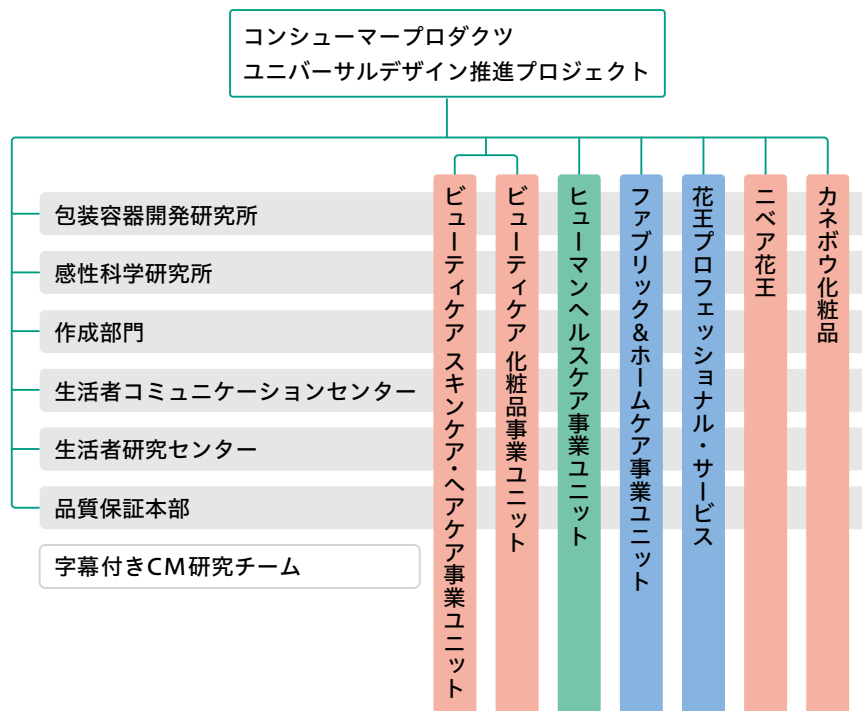 コンシューマープロダクツ
ユニバーサルデザイン推進プロジェクト
包装容器開発研究所
感性科学研究所
作成部門
生活者コミュニケーションセンター
生活者研究センター
品質保証本部
字幕付きCM研究チーム
ビューティケア スキンケア・ヘアケア事業ユニット
ビューティケア 化粧品事業ユニット
ヒューマンヘルスケア事業ユニット
ファブリック&ホームケア事業ユニット
花王プロフェッショナル・サービス
ニベア花王
カネボウ化粧品